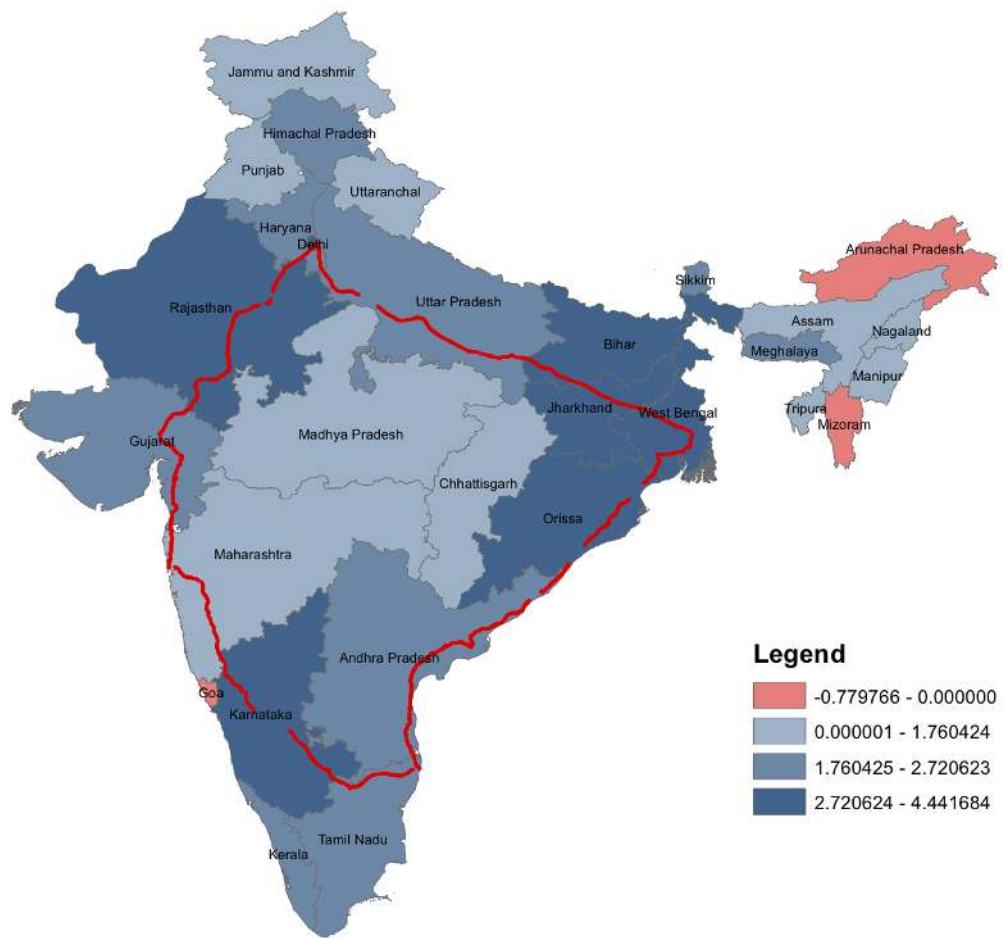 Jammu and Kashmir
Himachal Pradesh
Punjab
Uttaranchal
Haryana
Delhi
Arunachal Pradesh
Sikkim
Rajasthan
Uttar Pradesh
Assam
Nagaland
Bihar
Meghalaya
Manipur
Jharkhand
West Bengal
Tripura
Mizoram
Gujarat
Madhya Pradesh
Chhattisgarh
Orissa
Maharashtra
Andhra Pradesh
Goa
Karnataka
Tamil Nadu
Kerala
Legend
-0.779766 - 0.000000
0.000001 - 1.760424
1.760425 - 2.720623
2.720624 - 4.441684